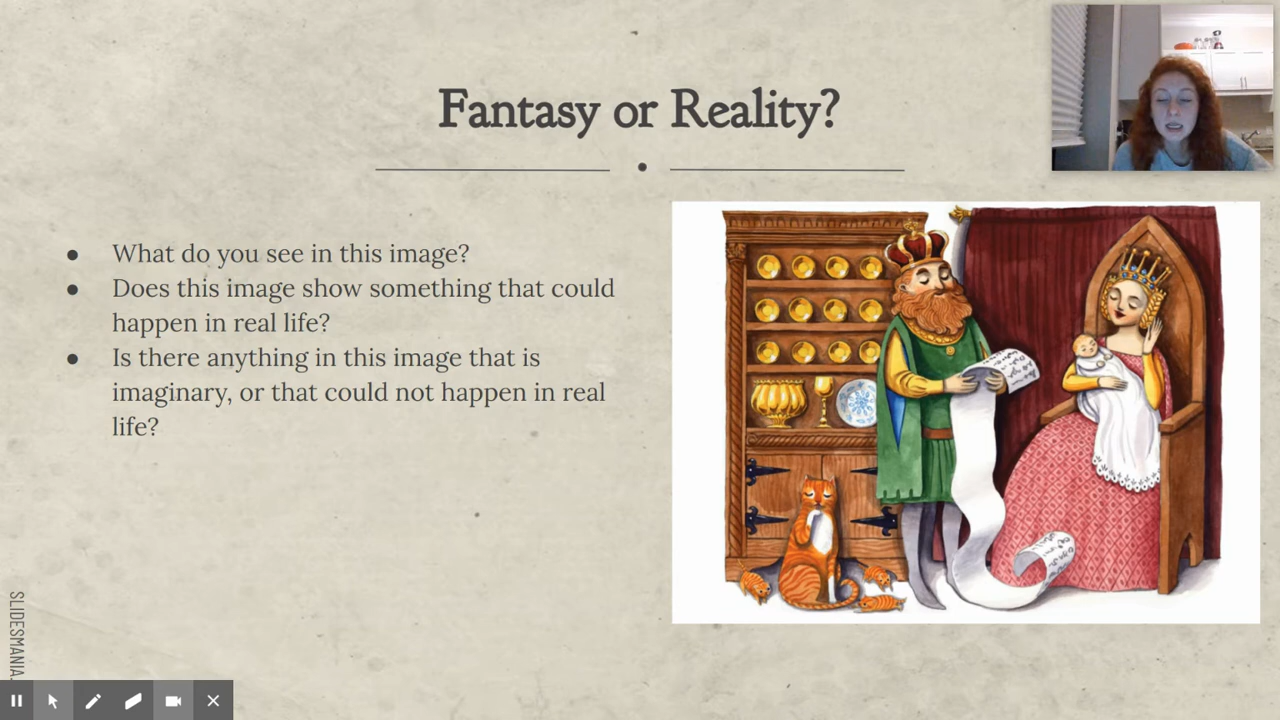 Fantasy or Reality?
● What do you see in this image?
● Does this image show something that could
happen in real life?
● Is there anything in this image that is
imaginary, or that could not happen in real
life?
SLIDESMANIA.